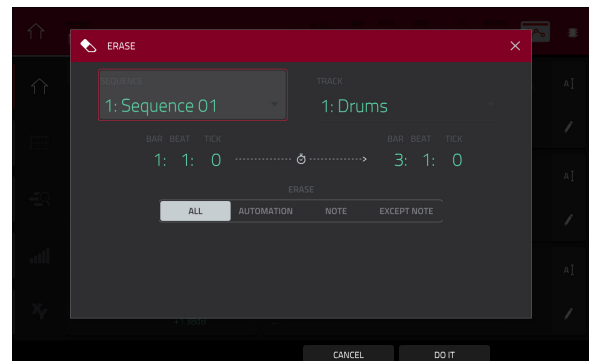 ERASE
SEQUENCE TRACK
1: Sequence 01 1: Drums
BAR BEAT TICK BAR BEAT TICK
1: 1: 0 3: 1: 0
ERASE
ALL AUTOMATION NOTE EXCEPT NOTE
CANCEL DO IT